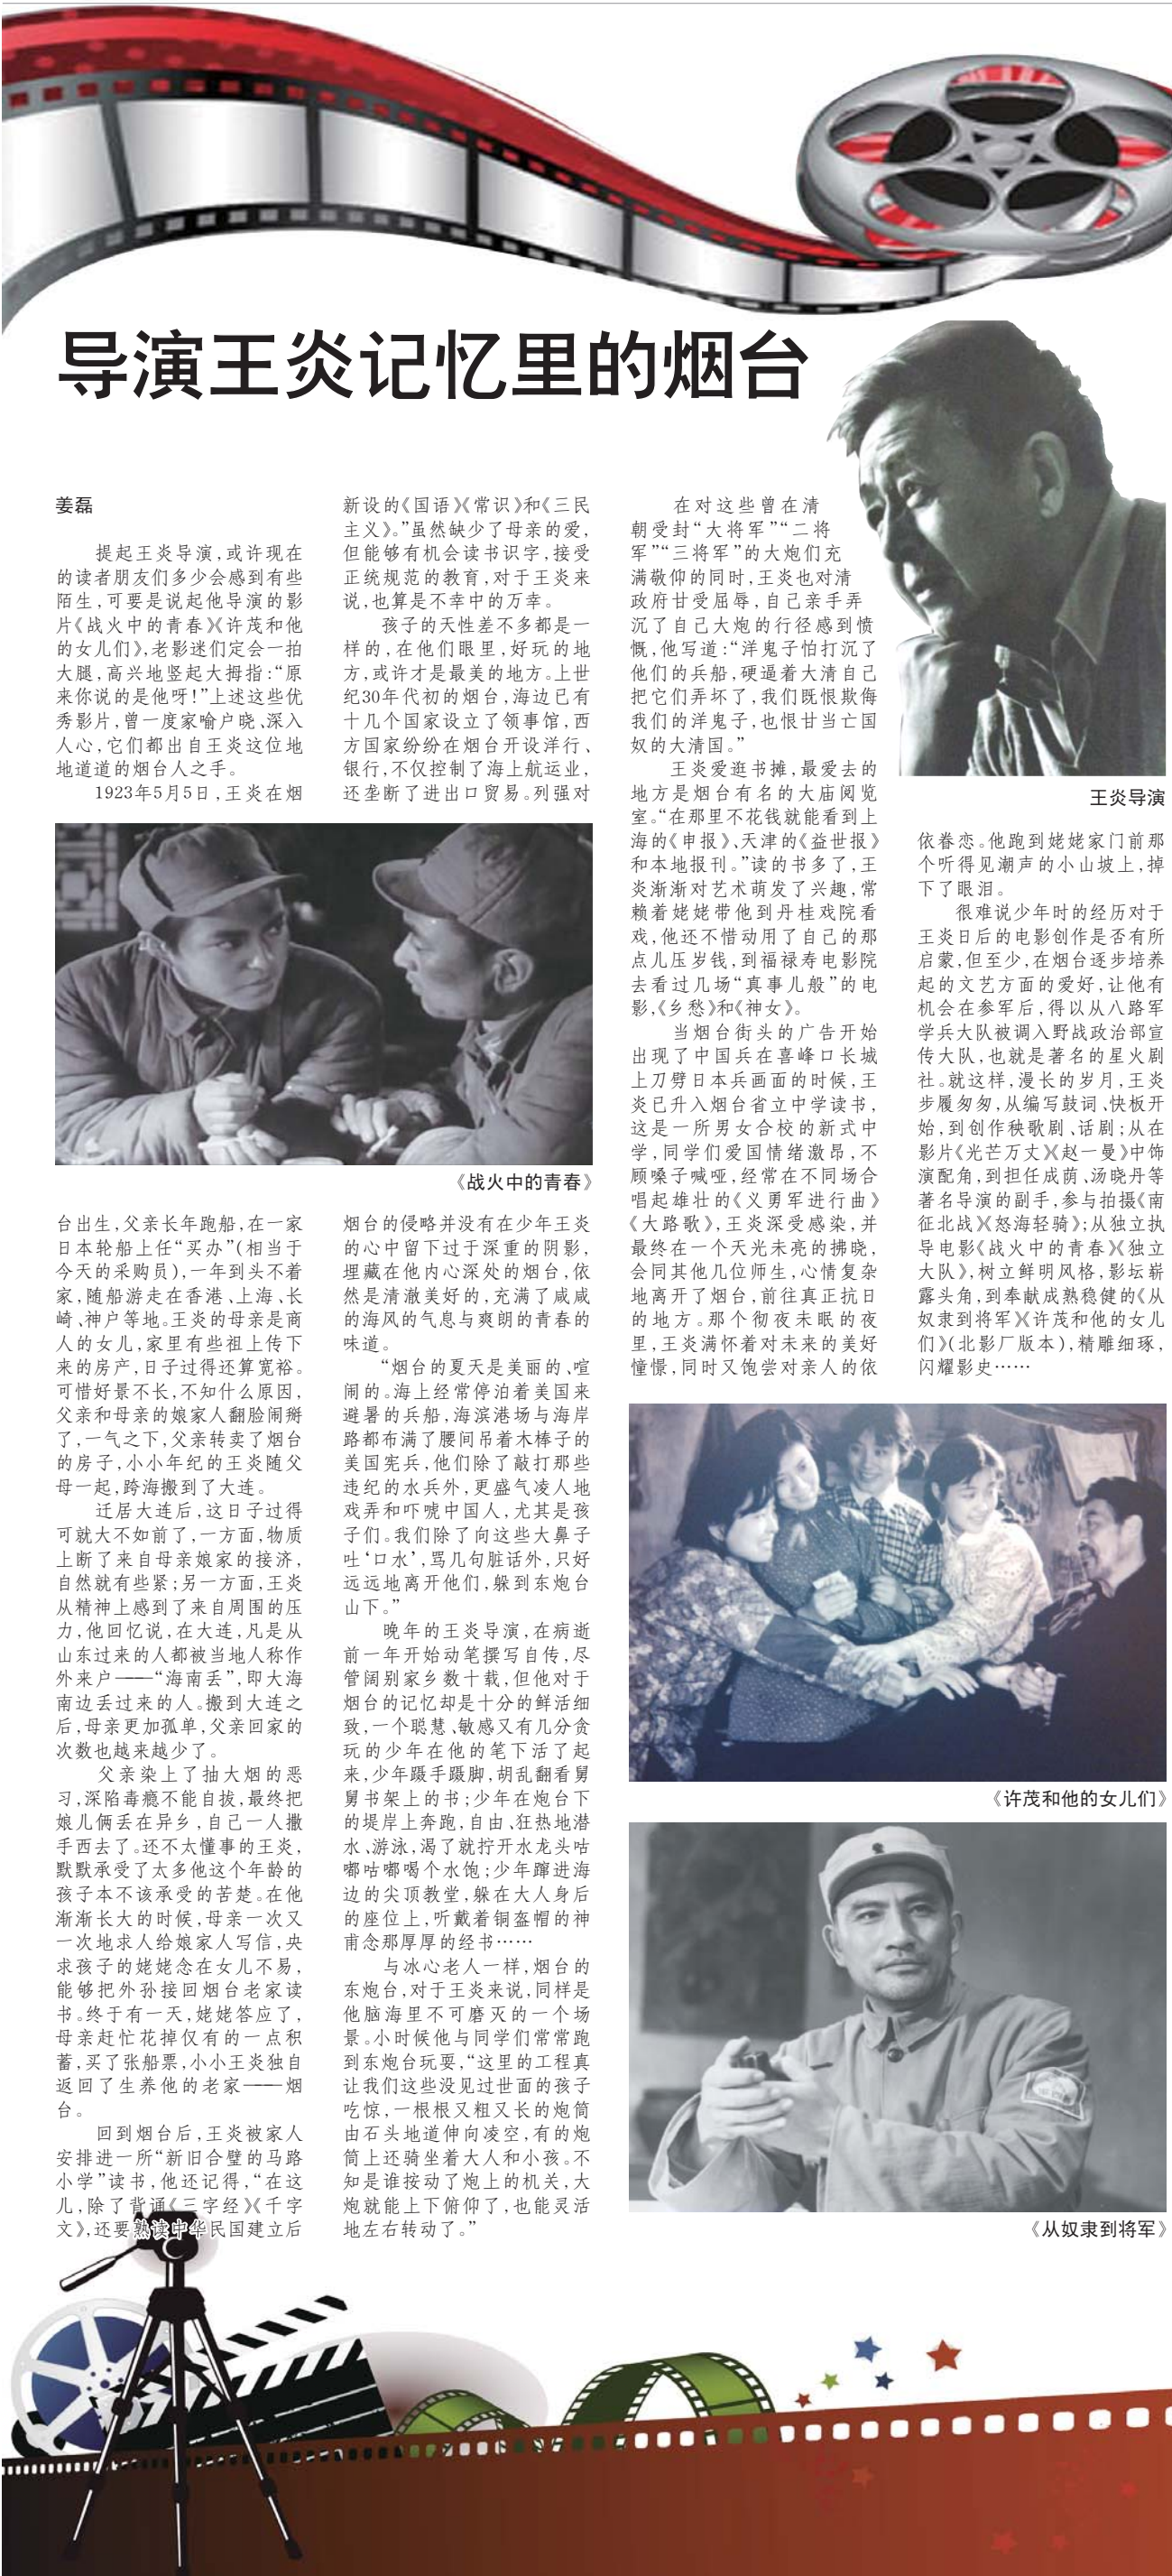 导演王炎记忆里的烟台
姜磊
提起王炎导演，或许现在
的读者朋友们多少会感到有些
陌生，可要是说起他导演的影
片《战火中的青春》《许茂和他
的女儿们》，老影迷们定会一拍
大腿，高兴地竖起大拇指：“原
来你说的是他呀！”上述这些优
秀影片，曾一度家喻户晓、深入
人心，它们都出自王炎这位地
地道道的烟台人之手。
1923年5月5日，王炎在烟
《战火中的青春》
台出生，父亲长年跑船，在一家
日本轮船上任“买办”（相当于
今天的采购员），一年到头不着
家，随船游走在香港、上海、长
崎、神户等地。王炎的母亲是商
人的女儿，家里有些祖上传下
来的房产，日子过得还算宽裕。
可惜好景不长，不知什么原因，
父亲和母亲的娘家人翻脸闹掰
了，一气之下，父亲转卖了烟台
的房子，小小年纪的王炎随父
母一起，跨海搬到了大连。
迁居大连后，这日子过得
可就大不如前了，一方面，物质
上断了来自母亲娘家的接济，
自然就有些紧；另一方面，王炎
从精神上感到了来自周围的压
力，他回忆说，在大连，凡是从
山东过来的人都被当地人称作
外来户——“海南丢”，即大海
南边丢过来的人。搬到大连之
后，母亲更加孤单，父亲回家的
次数也越来越少了。
父亲染上了抽大烟的恶
习，深陷毒瘾不能自拔，最终把
娘儿俩丢在异乡，自己一人撒
手西去了。还不太懂事的王炎，
默默承受了太多他这个年龄的
孩子本不该承受的苦楚。在他
渐渐长大的时候，母亲一次又
一次地求人给娘家人写信，央
求孩子的姥姥念在女儿不易，
能够把外孙接回烟台老家读
书。终于有一天，姥姥答应了，
母亲赶忙花掉仅有的一点积
蓄，买了张船票，小小王炎独自
返回了生养他的老家——烟
台。
回到烟台后，王炎被家人
安排进一所“新旧合璧的马路
小学”读书，他还记得，“在这
儿，除了背诵《三字经》《千字
文》，还要熟读中华民国建立后
新设的《国语》《常识》和《三民
主义》。”虽然缺少了母亲的爱，
但能够有机会读书识字，接受
正统规范的教育，对于王炎来
说，也算是不幸中的万幸。
孩子的天性差不多都是一
样的，在他们眼里，好玩的地
方，或许才是最美的地方。上世
纪30年代初的烟台，海边已有
十几个国家设立了领事馆，西
方国家纷纷在烟台开设洋行、
银行，不仅控制了海上航运业，
还垄断了进出口贸易。列强对
烟台的侵略并没有在少年王炎
的心中留下过于深重的阴影，
埋藏在他内心深处的烟台，依
然是清澈美好的，充满了咸咸
的海风的气息与爽朗的青春的
味道。
“烟台的夏天是美丽的、喧
闹的。海上经常停泊着美国来
避暑的兵船，海滨港场与海岸
路都布满了腰间吊着木棒子的
美国宪兵，他们除了敲打那些
违纪的水兵外，更盛气凌人地
戏弄和吓唬中国人，尤其是孩
子们。我们除了向这些大鼻子
吐‘口水’，骂几句脏话外，只好
远远地离开他们，躲到东炮台
山下。”
晚年的王炎导演，在病逝
前一年开始动笔撰写自传，尽
管阔别家乡数十载，但他对于
烟台的记忆却是十分的鲜活细
致，一个聪慧、敏感又有几分贪
玩的少年在他的笔下活了起
来，少年蹑手蹑脚，胡乱翻看舅
舅书架上的书；少年在炮台下
的堤岸上奔跑，自由、狂热地潜
水、游泳，渴了就拧开水龙头咕
嘟咕嘟喝个水饱；少年蹿进海
边的尖顶教堂，躲在大人身后
的座位上，听戴着铜盔帽的神
甫念那厚厚的经书……
与冰心老人一样，烟台的
东炮台，对于王炎来说，同样是
他脑海里不可磨灭的一个场
景。小时候他与同学们常常跑
到东炮台玩耍，“这里的工程真
让我们这些没见过世面的孩子
吃惊，一根根又粗又长的炮筒
由石头地道伸向凌空，有的炮
筒上还骑坐着大人和小孩。不
知是谁按动了炮上的机关，大
炮就能上下俯仰了，也能灵活
地左右转动了。”
在对这些曾在清
朝受封“大将军”“二将
军”“三将军”的大炮们充
满敬仰的同时，王炎也对清
政府甘受屈辱，自己亲手弄
沉了自己大炮的行径感到愤
慨，他写道：“洋鬼子怕打沉了
他们的兵船，硬逼着大清自己
把它们弄坏了，我们既恨欺侮
我们的洋鬼子，也恨甘当亡国
奴的大清国。”
王炎爱逛书摊，最爱去的
地方是烟台有名的大庙阅览
室。“在那里不花钱就能看到上
海的《申报》、天津的《益世报》
和本地报刊。”读的书多了，王
炎渐渐对艺术萌发了兴趣，常
赖着姥姥带他到丹桂戏院看
戏，他还不惜动用了自己的那
点儿压岁钱，到福禄寿电影院
去看过几场“真事儿般”的电
影，《乡愁》和《神女》。
当烟台街头的广告开始
出现了中国兵在喜峰口长城
上刀劈日本兵画面的时候，王
炎已升入烟台省立中学读书，
这是一所男女合校的新式中
学，同学们爱国情绪激昂，不
顾嗓子喊哑，经常在不同场合
唱起雄壮的《义勇军进行曲》
《大路歌》，王炎深受感染，并
最终在一个天光未亮的拂晓，
会同其他几位师生，心情复杂
地离开了烟台，前往真正抗日
的地方。那个彻夜未眠的夜
里，王炎满怀着对未来的美好
憧憬，同时又饱尝对亲人的依
王炎导演
依眷恋。他跑到姥姥家门前那
个听得见潮声的小山坡上，掉
下了眼泪。
很难说少年时的经历对于
王炎日后的电影创作是否有所
启蒙，但至少，在烟台逐步培养
起的文艺方面的爱好，让他有
机会在参军后，得以从八路军
学兵大队被调入野战政治部宣
传大队，也就是著名的星火剧
社。就这样，漫长的岁月，王炎
步履匆匆，从编写鼓词、快板开
始，到创作秧歌剧、话剧；从在
影片《光芒万丈》《赵一曼》中饰
演配角，到担任成荫、汤晓丹等
著名导演的副手，参与拍摄《南
征北战》《怒海轻骑》；从独立执
导电影《战火中的青春》《独立
大队》，树立鲜明风格，影坛崭
露头角，到奉献成熟稳健的《从
奴隶到将军》《许茂和他的女儿
们》（北影厂版本），精雕细琢，
闪耀影史……
《许茂和他的女儿们》
《从奴隶到将军》